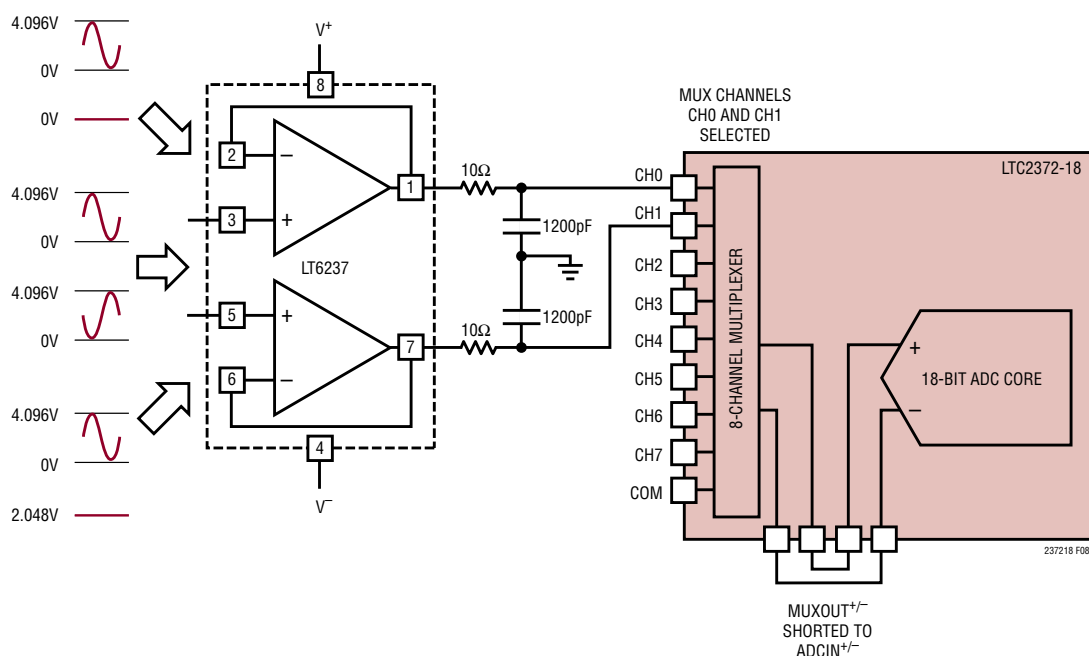 4.096V
0V
0V
4.096V
0V
4.096V
0V
4.096V
0V
2.048V
V+
8
2
−
3
+
1
LT6237
5
+
6
−
7
4
V−
10Ω
1200pF
1200pF
10Ω
MUX CHANNELS
CH0 AND CH1
SELECTED
CH0
CH1
CH2
CH3
CH4
CH5
CH6
CH7
COM
8-CHANNEL MULTIPLEXER
LTC2372-18
+
18-BIT ADC CORE
−
237218 F08
MUXOUT+/−
SHORTED TO
ADCIN+/−